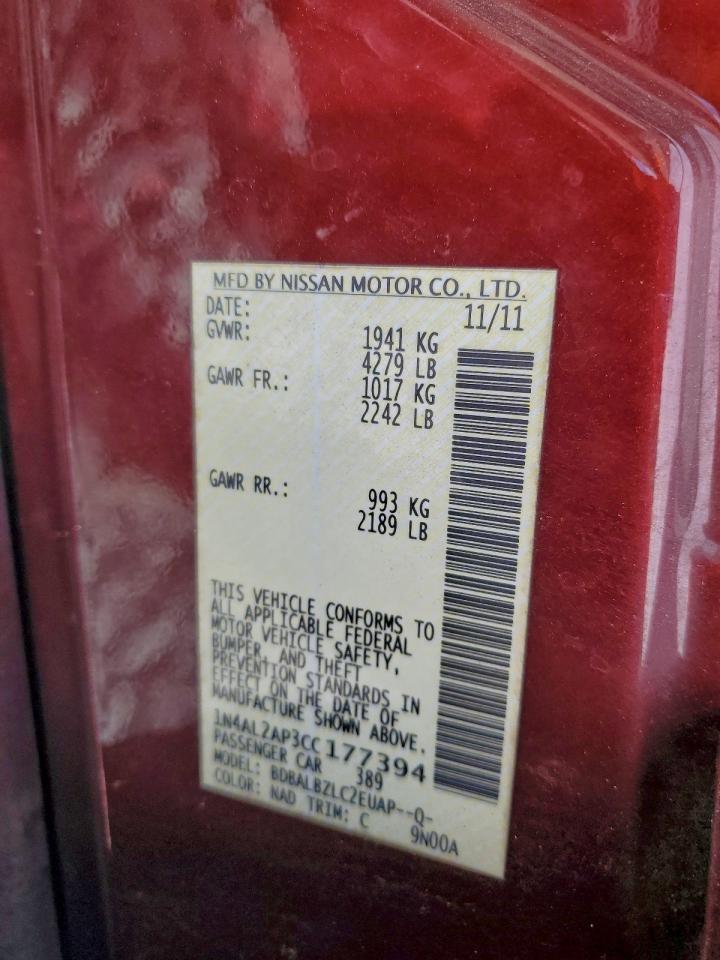 MFD BY NISSAN MOTOR CO., LTD.
DATE: 11/11
GVWR: 1941 KG
4279 LB
GAWR FR.: 1017 KG
2242 LB
GAWR RR.: 993 KG
2189 LB
THIS VEHICLE CONFORMS TO
ALL APPLICABLE FEDERAL
MOTOR VEHICLE SAFETY,
BUMPER, AND THEFT
PREVENTION STANDARDS IN
EFFECT ON THE DATE OF
MANUFACTURE SHOWN ABOVE.
1N4AL2AP3CC177394
PASSENGER CAR 389
MODEL: BDBALBZLC2EUAP--Q-
COLOR: NAD TRIM: C 9N00A